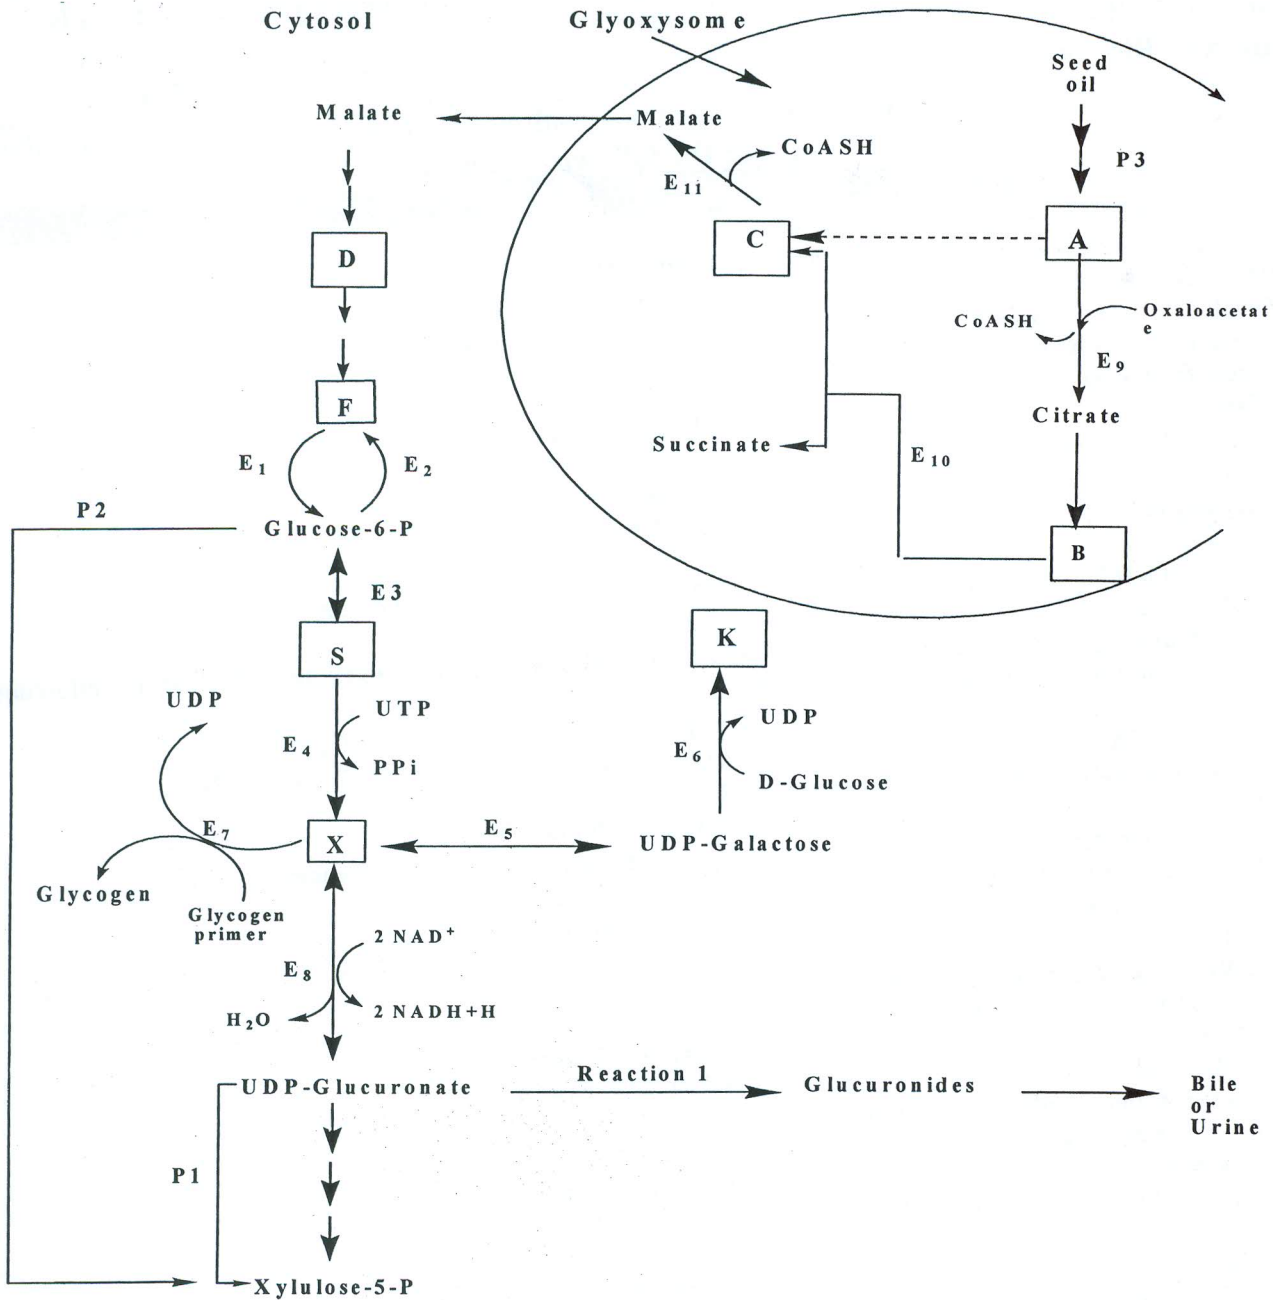 Cytosol
Glyoxysome
Seed
oil
Malate
Malate
CoASH
P3
E11
C
A
D
CoASH
Oxaloacetat
e
E9
F
Citrate
Succinate
E10
E1
E2
P2
Glucose-6-P
B
E3
K
S
UDP
UTP
UDP
E4
E6
PPi
D-Glucose
E7
X
E5
UDP-Galactose
Glycogen
Glycogen
primer
2 NAD+
E8
H2O
2 NADH+H
UDP-Glucuronate
Reaction 1
Glucuronides
Bile
or
Urine
P1
Xylulose-5-P